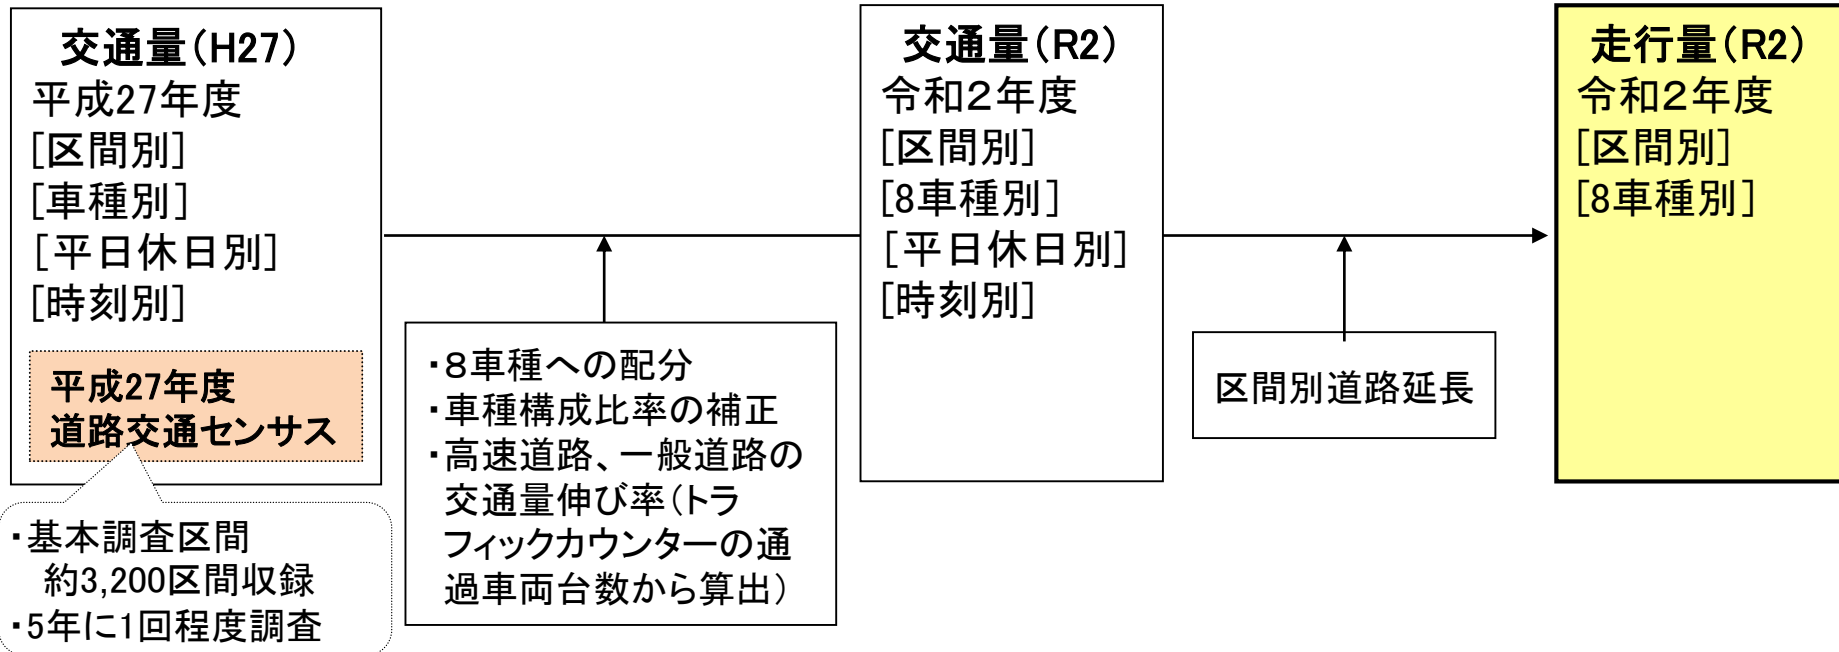 交通量(H27)
平成27年度
[区間別]
[車種別]
[平日休日別]
[時刻別]
平成27年度
道路交通センサス
・基本調査区間
約3,200区間収録
・5年に1回程度調査
・８車種への配分
・車種構成比率の補正
・高速道路、一般道路の
交通量伸び率(トラ
フィックカウンターの通
過車両台数から算出)
交通量(R2)
令和２年度
[区間別]
[8車種別]
[平日休日別]
[時刻別]
区間別道路延長
走行量(R2)
令和２年度
[区間別]
[8車種別]